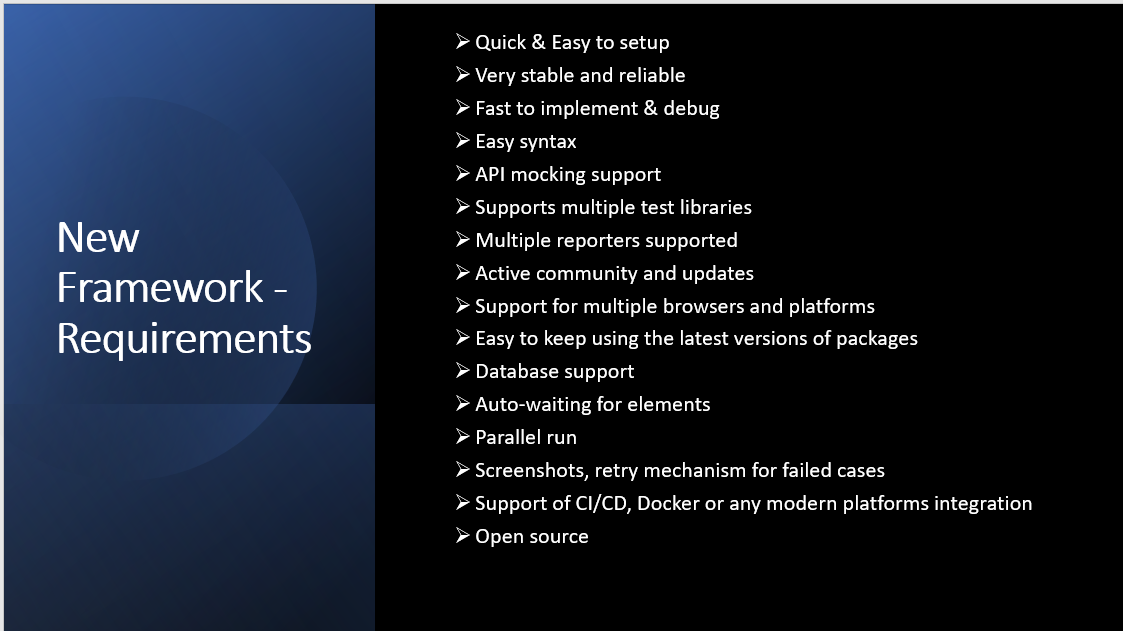 New
Framework -
Requirements
➢ Quick & Easy to setup
➢ Very stable and reliable
➢ Fast to implement & debug
➢ Easy syntax
➢ API mocking support
➢ Supports multiple test libraries
➢ Multiple reporters supported
➢ Active community and updates
➢ Support for multiple browsers and platforms
➢ Easy to keep using the latest versions of packages
➢ Database support
➢ Auto-waiting for elements
➢ Parallel run
➢ Screenshots, retry mechanism for failed cases
➢ Support of CI/CD, Docker or any modern platforms integration
➢ Open source